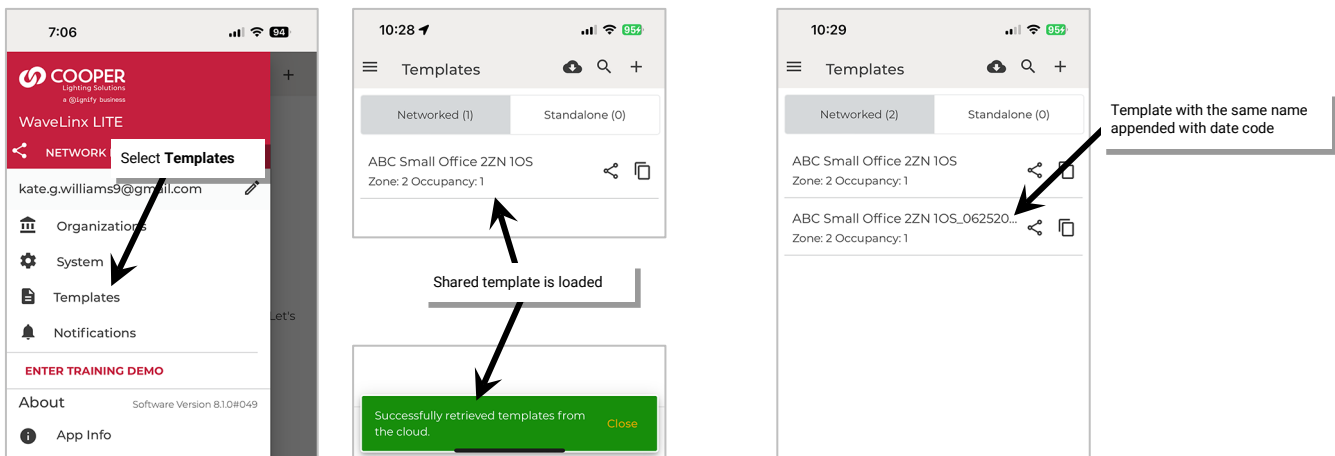 7:06
94
COOPER
Lighting Solutions
a Signify business
WaveLinx LITE
NETWORK
Select Templates
kate.g.williams9@gmail.com
Organizations
System
Templates
Notifications
Let's
ENTER TRAINING DEMO
About
Software Version 8.1.0#049
App Info
10:28
95
Templates
Networked (1)
Standalone (0)
ABC Small Office 2ZN 1OS
Zone: 2 Occupancy: 1
Shared template is loaded
Successfully retrieved templates from
the cloud.
Close
10:29
95
Templates
Networked (2)
Standalone (0)
ABC Small Office 2ZN 1OS
Zone: 2 Occupancy: 1
ABC Small Office 2ZN 1OS_062520...
Zone: 2 Occupancy: 1
Template with the same name
appended with date code